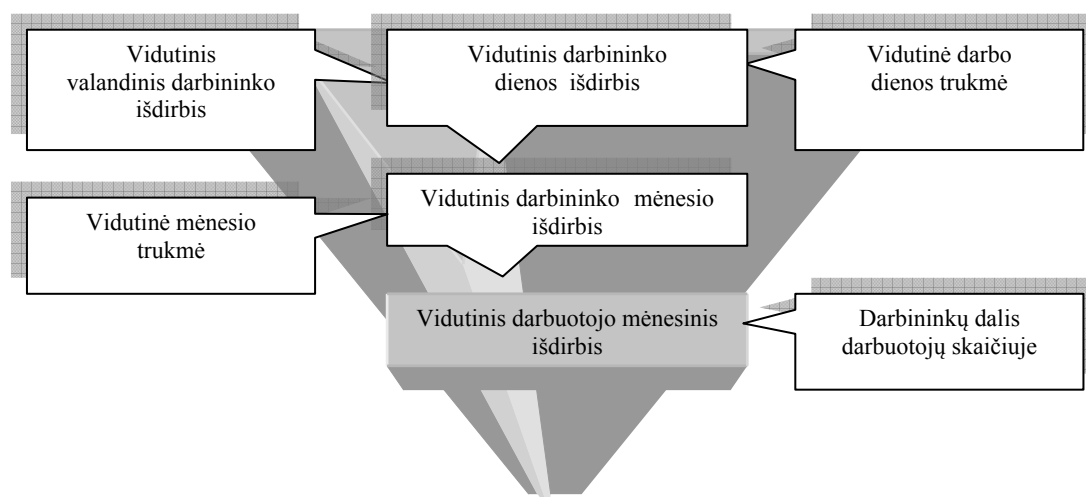 Vidutinis
valandinis darbininko
išdirbis
Vidutinis darbininko
dienos išdirbis
Vidutinė darbo
dienos trukmė
Vidutinė mėnesio
trukmė
Vidutinis darbininko mėnesio
išdirbis
Vidutinis darbuotojo mėnesinis
išdirbis
Darbininkų dalis
darbuotojų skaičiuje